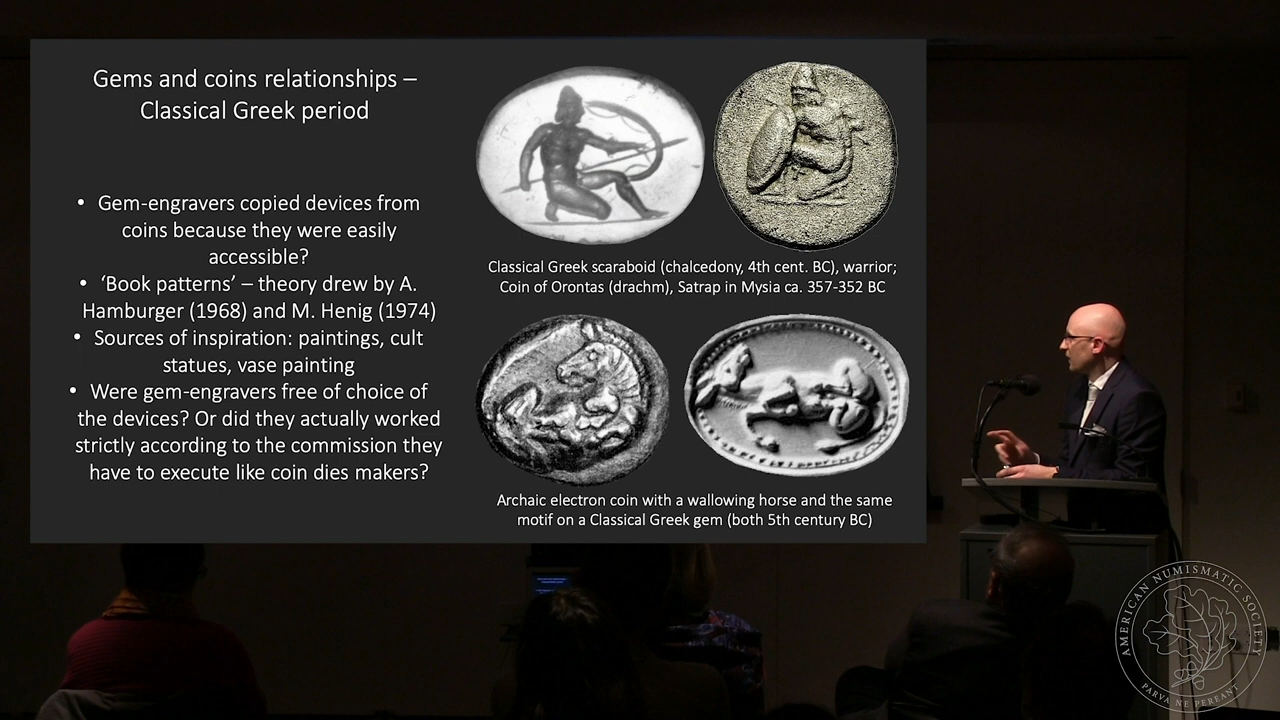 Gems and coins relationships –
Classical Greek period
• Gem-engravers copied devices from
coins because they were easily
accessible?
• ‘Book patterns’ – theory drew by A.
Hamburger (1968) and M. Henig (1974)
• Sources of inspiration: paintings, cult
statues, vase painting
• Were gem-engravers free of choice of
the devices? Or did they actually worked
strictly according to the commission they
have to execute like coin dies makers?
Classical Greek scaraboid (chalcedony, 4th cent. BC), warrior;
Coin of Orontas (drachm), Satrap in Mysia ca. 357-352 BC
Archaic electron coin with a wallowing horse and the same
motif on a Classical Greek gem (both 5th century BC)
AMERICAN NUMISMATIC SOCIETY
PARVA NE PEREANT